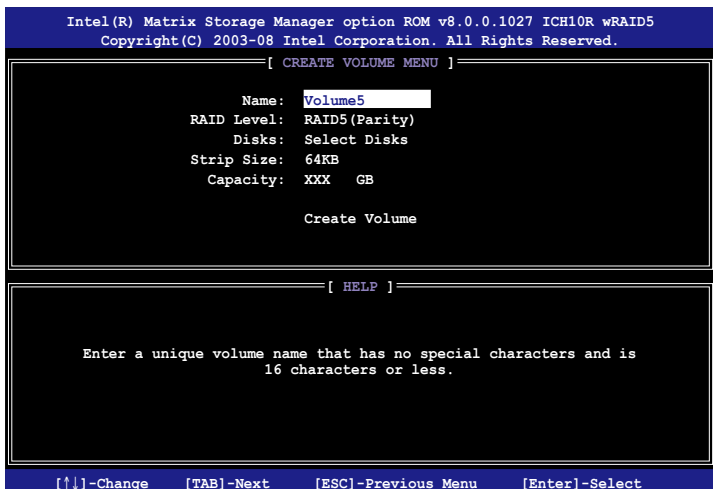 Intel(R) Matrix Storage Manager option ROM v8.0.0.1027 ICH10R wRAID5
Copyright(C) 2003-08 Intel Corporation. All Rights Reserved.
[ CREATE VOLUME MENU ]
Name: Volume5
RAID Level: RAID5(Parity)
Disks: Select Disks
Strip Size: 64KB
Capacity: XXX GB
Create Volume
[ HELP ]
Enter a unique volume name that has no special characters and is
16 characters or less.
[↑↓]-Change [TAB]-Next [ESC]-Previous Menu [Enter]-Select